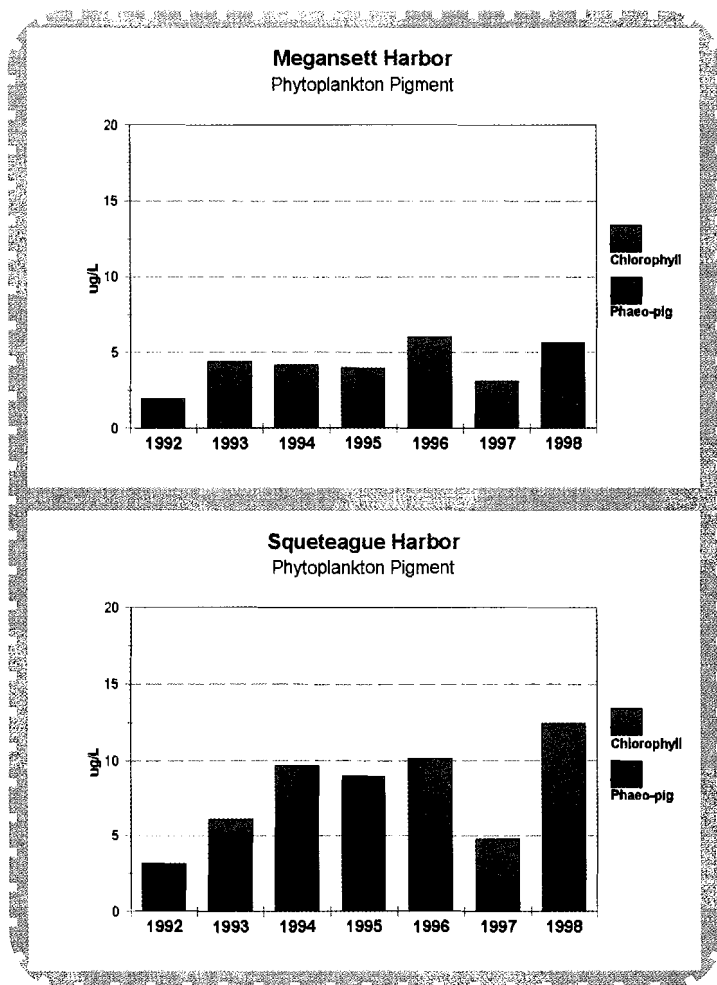 Megansett Harbor
Phytoplankton Pigment
20
15
10
5
0
ug/L
1992 1993 1994 1995 1996 1997 1998
Chlorophyll
Phaeo-pig
Squeteague Harbor
Phytoplankton Pigment
20
15
10
5
0
ug/L
1992 1993 1994 1995 1996 1997 1998
Chlorophyll
Phaeo-pig